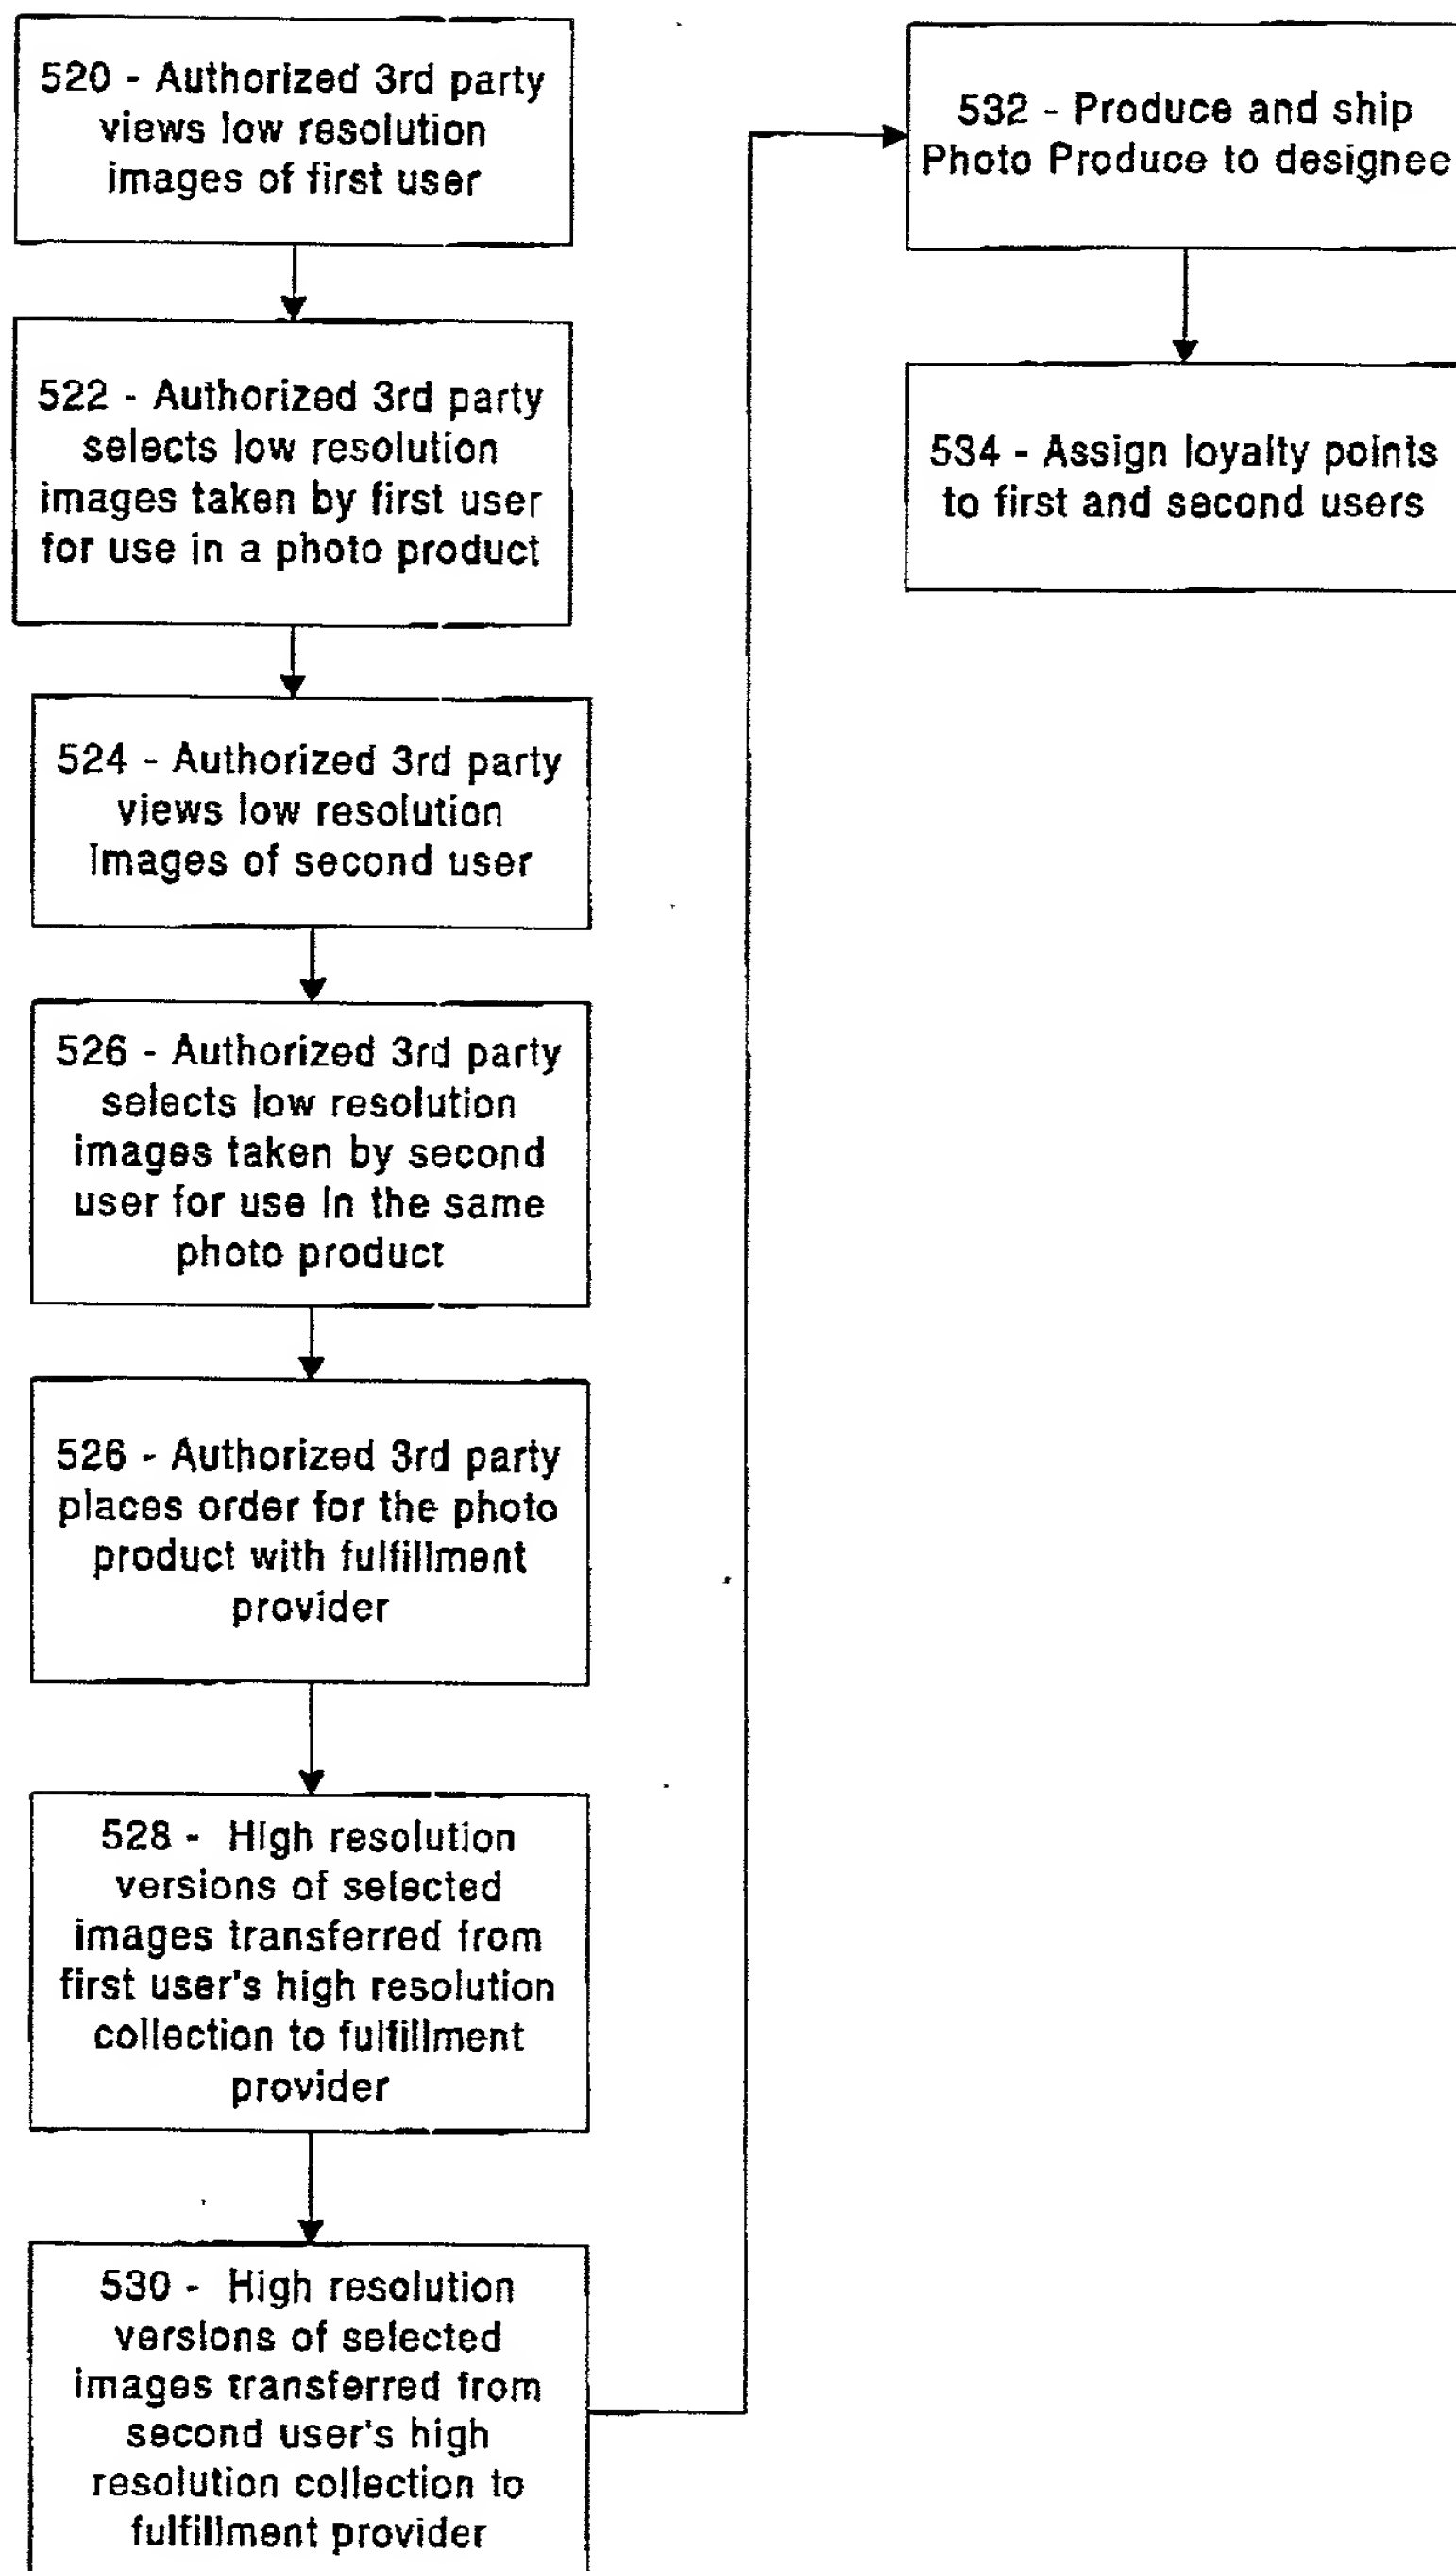 520 - Authorized 3rd party
views low resolution
images of first user
522 - Authorized 3rd party
selects low resolution
images taken by first user
for use in a photo product
524 - Authorized 3rd party
views low resolution
images of second user
526 - Authorized 3rd party
selects low resolution
images taken by second
user for use in the same
photo product
526 - Authorized 3rd party
places order for the photo
product with fulfillment
provider
528 - High resolution
versions of selected
images transferred from
first user's high resolution
collection to fulfillment
provider
530 - High resolution
versions of selected
images transferred from
second user's high
resolution collection to
fulfillment provider
532 - Produce and ship
Photo Produce to designee
534 - Assign loyalty points
to first and second users